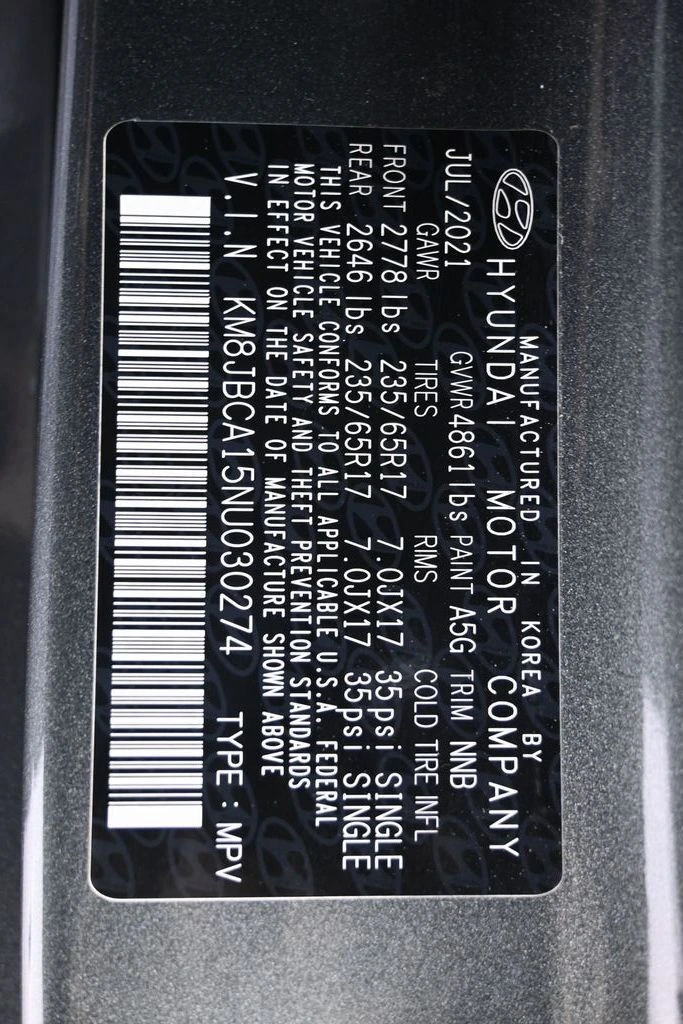 MANUFACTURED IN KOREA BY
HYUNDAI MOTOR COMPANY
JUL/2021 GVWR 4861 lbs PAINT A5G TRIM NNB
GAWR TIRES RIMS COLD TIRE INFL
FRONT 2778 lbs 235/65R17 7.0JX17 35psi SINGLE
REAR 2646 lbs 235/65R17 7.0JX17 35psi SINGLE
THIS VEHICLE CONFORMS TO ALL APPLICABLE U.S.A. FEDERAL
MOTOR VEHICLE SAFETY AND THEFT PREVENTION STANDARDS
IN EFFECT ON THE DATE OF MANUFACTURE SHOWN ABOVE
V.I.N KM8JBCA15NU030274 TYPE: MPV